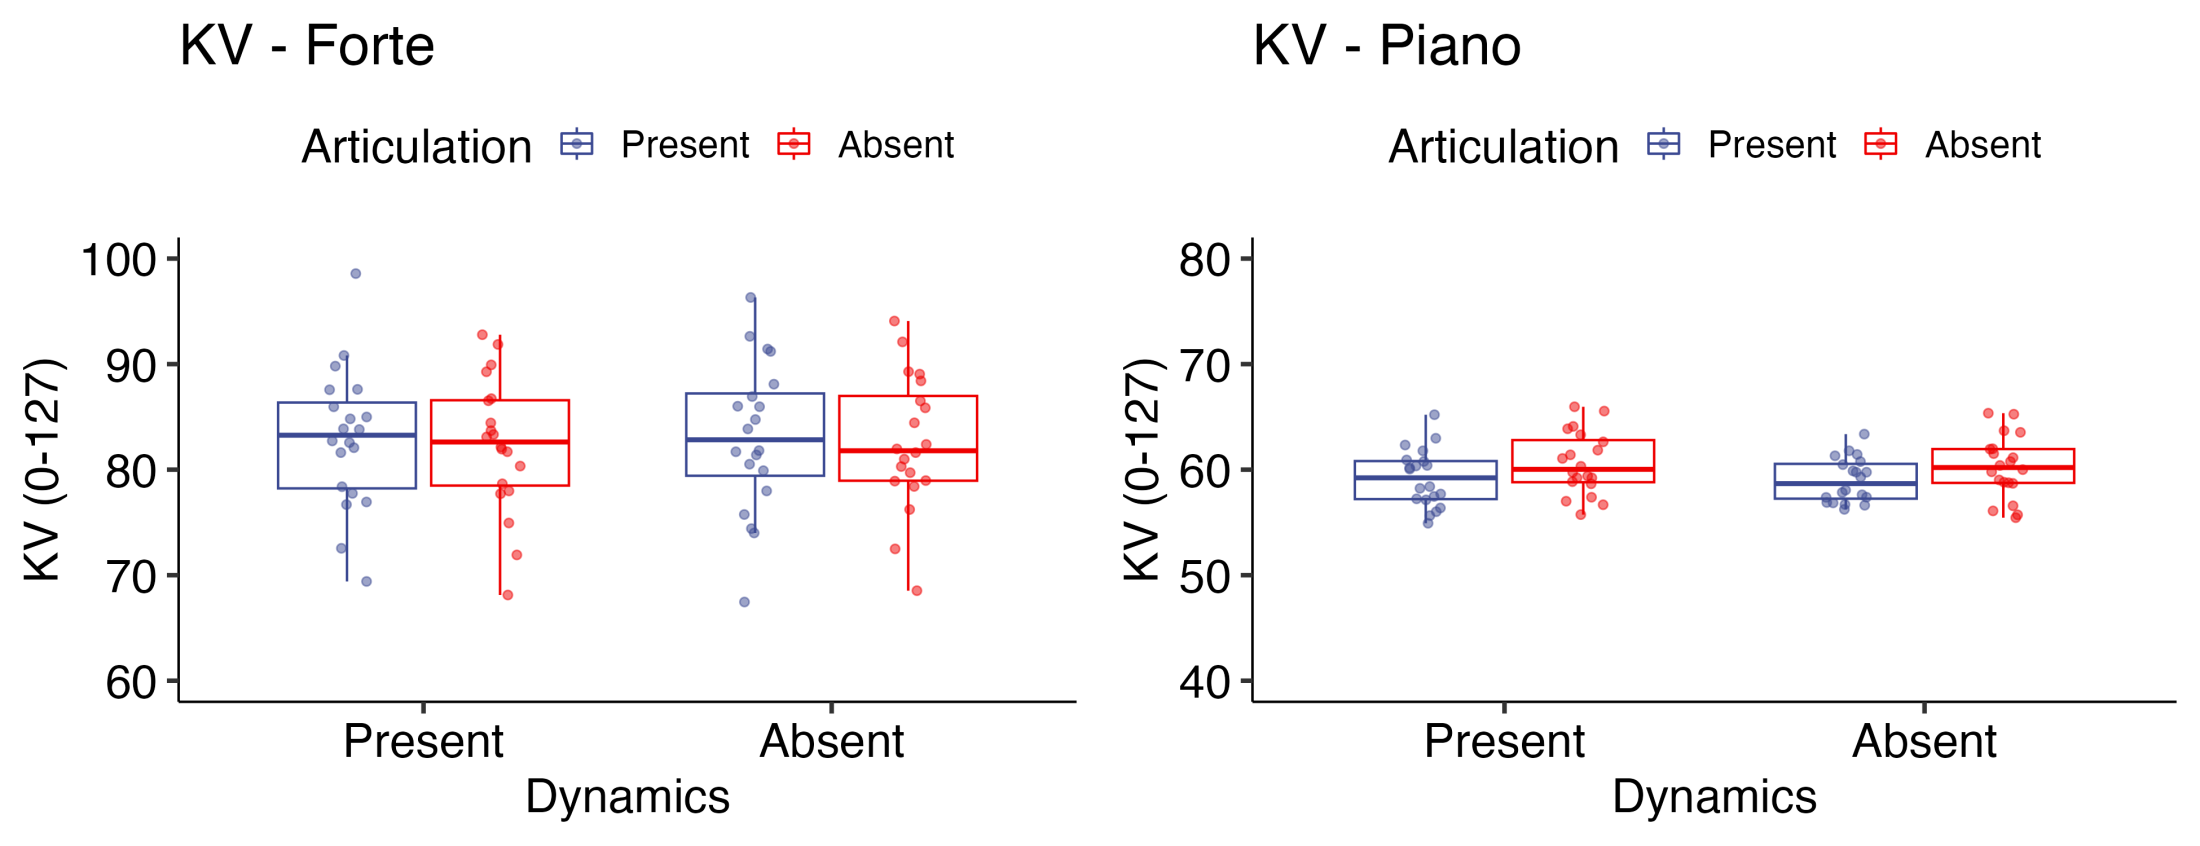 KV - Forte
Articulation Present Absent
KV (0-127)
100
90
80
70
60
Present Absent
Dynamics
KV - Piano
Articulation Present Absent
KV (0-127)
80
70
60
50
40
Present Absent
Dynamics